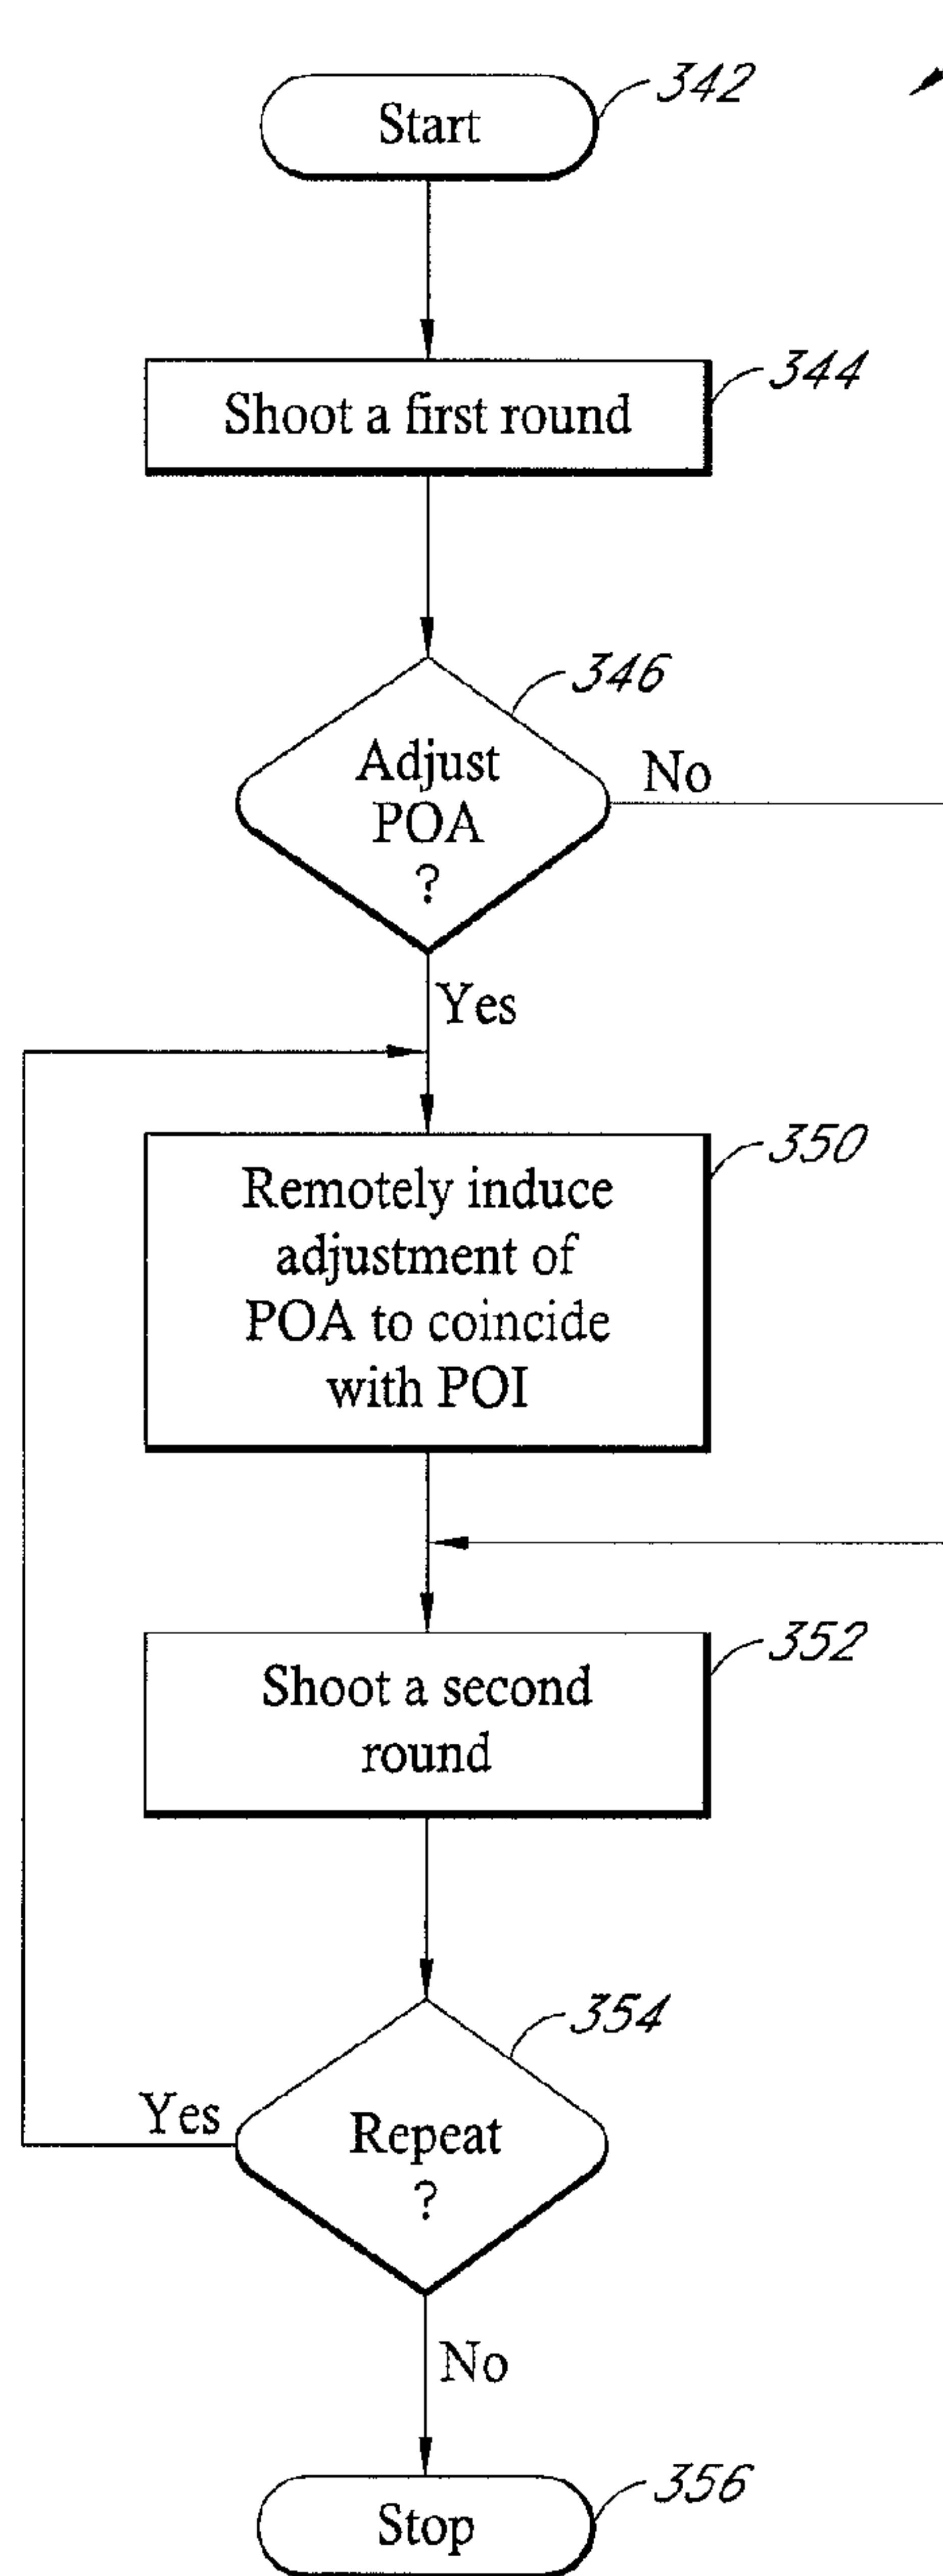 342
Start
344
Shoot a first round
346
Adjust
POA
?
No
Yes
350
Remotely induce
adjustment of
POA to coincide
with POI
352
Shoot a second
round
354
Yes
Repeat
?
No
356
Stop